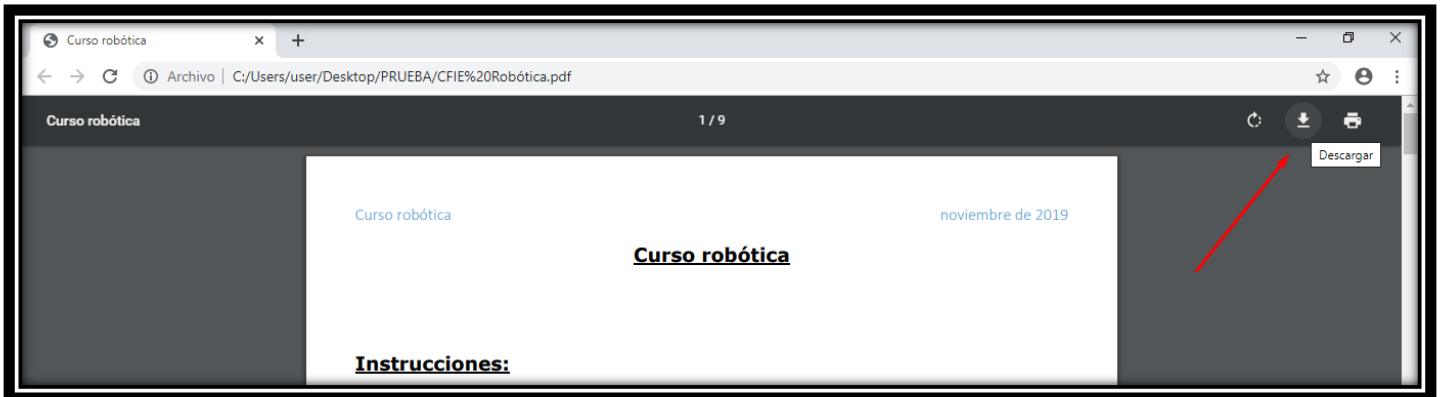 Curso robótica
Archivo | C:/Users/user/Desktop/PRUEBA/CFIE%20Robótica.pdf
Curso robótica 1 / 9
Descargar
Curso robótica noviembre de 2019
Curso robótica
Instrucciones: